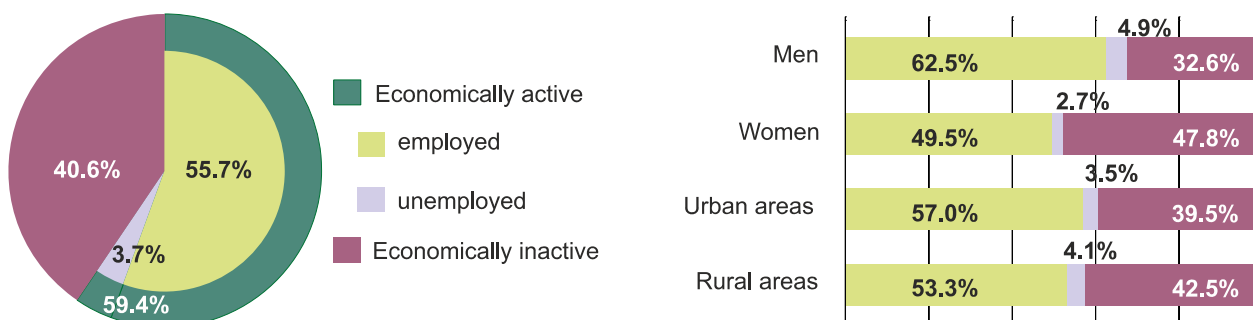 40.6%
55.7%
3.7%
59.4%
Economically active
employed
unemployed
Economically inactive
4.9%
Men
62.5%
32.6%
2.7%
Women
49.5%
47.8%
3.5%
Urban areas
57.0%
39.5%
4.1%
Rural areas
53.3%
42.5%